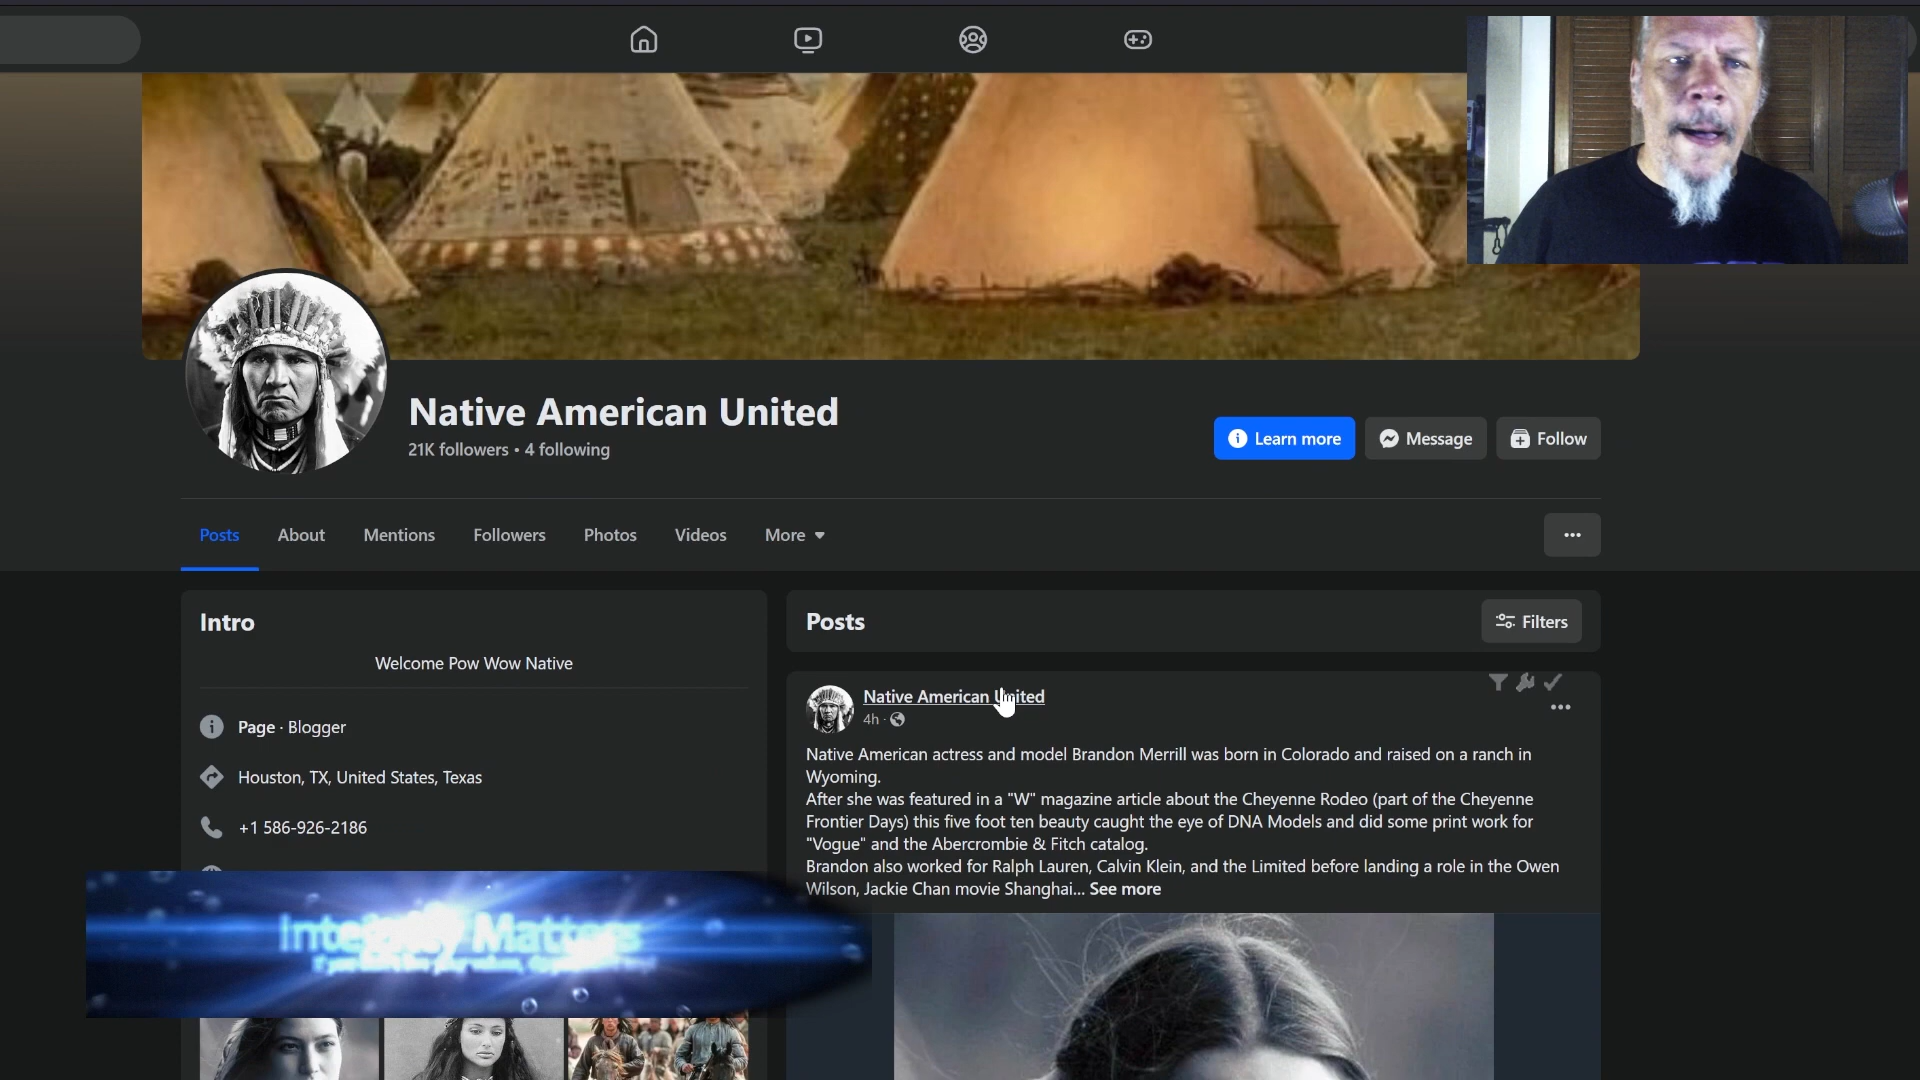 Native American United
21K followers • 4 following
Learn more
Message
Follow
Posts
About
Mentions
Followers
Photos
Videos
More
Intro
Welcome Pow Wow Native
Page · Blogger
Houston, TX, United States, Texas
+1 586-926-2186
Integrity Matters
Posts
Filters
Native American United
4h ·
Native American actress and model Brandon Merrill was born in Colorado and raised on a ranch in
Wyoming.
After she was featured in a "W" magazine article about the Cheyenne Rodeo (part of the Cheyenne
Frontier Days) this five foot ten beauty caught the eye of DNA Models and did some print work for
"Vogue" and the Abercrombie & Fitch catalog.
Brandon also worked for Ralph Lauren, Calvin Klein, and the Limited before landing a role in the Owen
Wilson, Jackie Chan movie Shanghai... See more